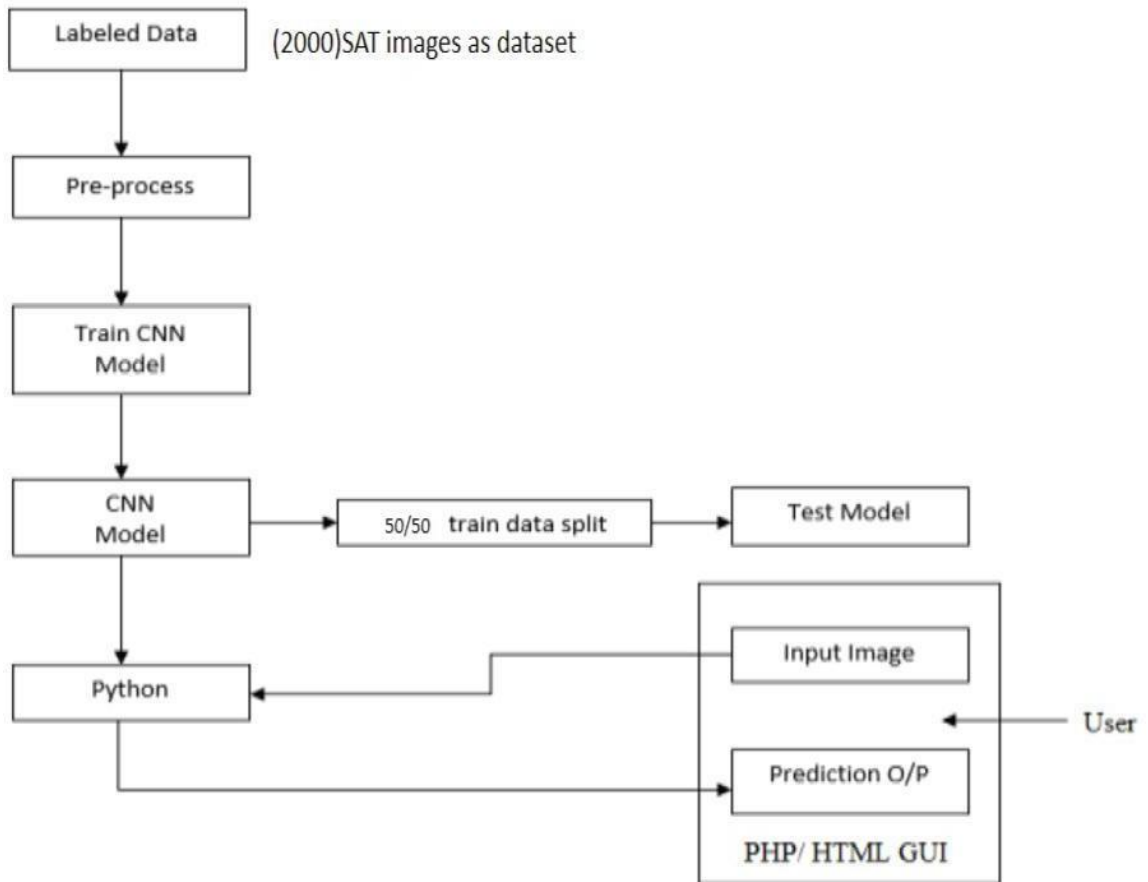 Labeled Data
(2000)SAT images as dataset
Pre-process
Train CNN
Model
CNN
Model
50/50 train data split
Test Model
Input Image
Python
User
Prediction O/P
PHP/ HTML GUI